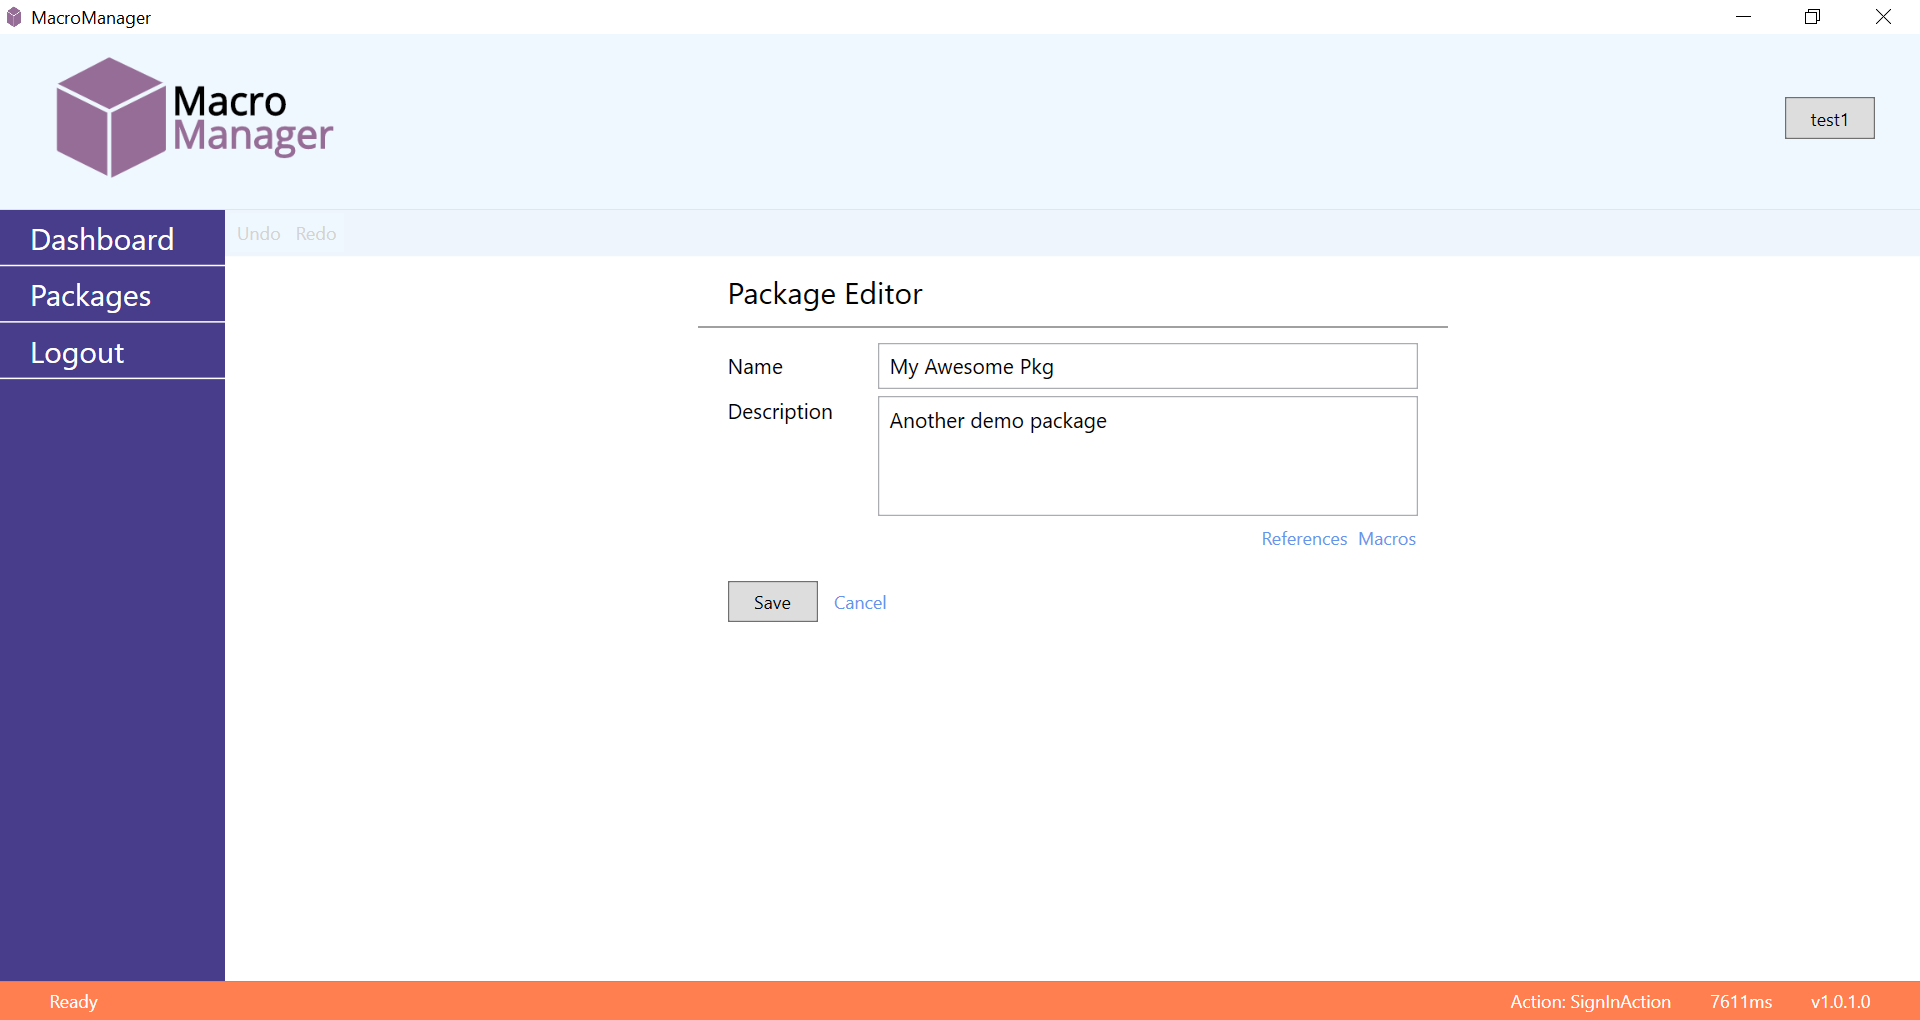 MacroManager
Macro
Manager
test1
Dashboard
Packages
Logout
Undo Redo
Package Editor
Name My Awesome Pkg
Description Another demo package
References Macros
Save Cancel
Ready Action: SignInAction 7611ms v1.0.1.0